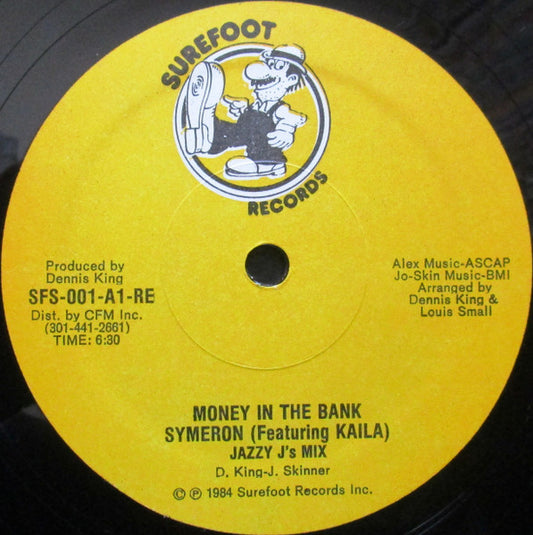 SUREFOOT
RECORDS
Produced by
Dennis King
SFS-001-A1-RE
Dist. by CFM Inc.
(301-441-2661)
TIME: 6:30
Alex Music-ASCAP
Jo-Skin Music-BMI
Arranged by
Dennis King &
Louis Small
MONEY IN THE BANK
SYMERON (Featuring KAILA)
JAZZY J's MIX
D. King-J. Skinner
© ℗ 1984 Surefoot Records Inc.